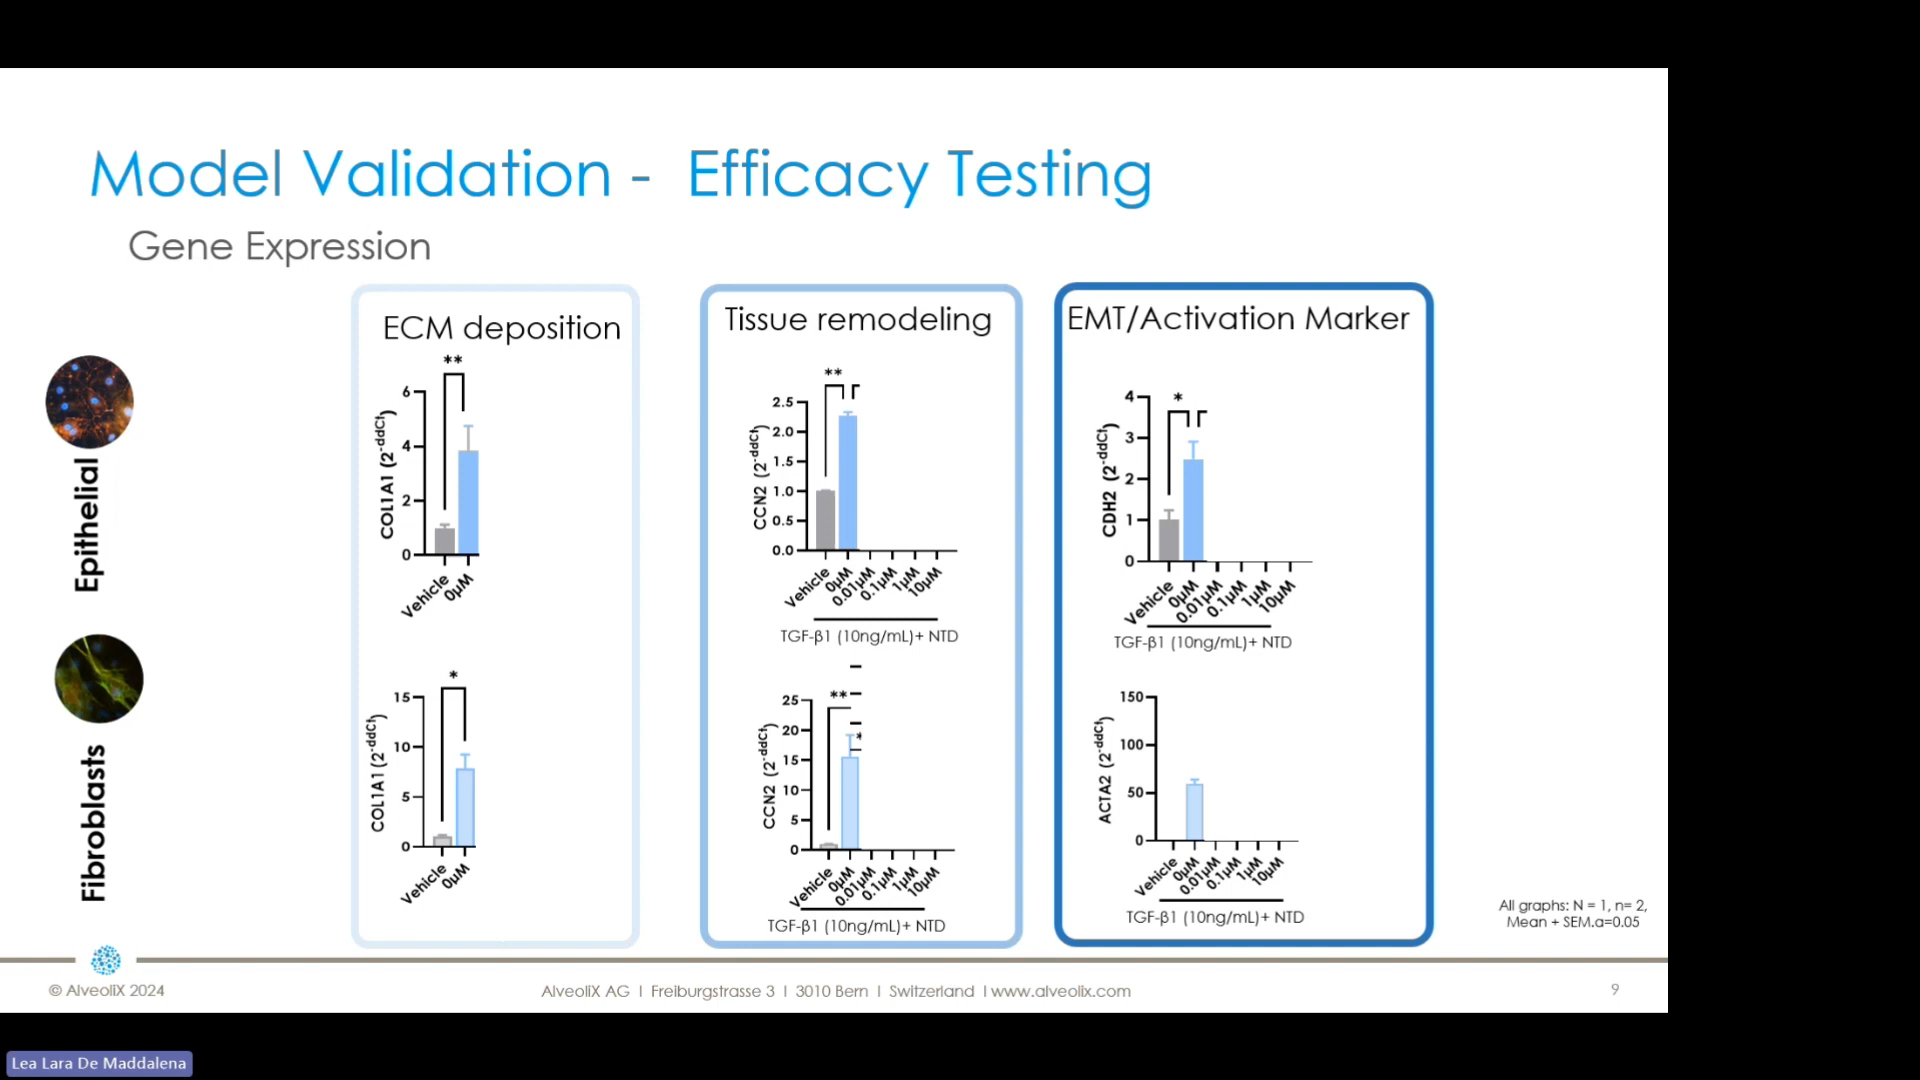 Model Validation - Efficacy Testing
Gene Expression
Epithelial
Fibroblasts
ECM deposition
**
COL1A1 (2^-ddCt)
6
4
2
0
Vehicle
0µM
*
COL1A1 (2^-ddCt)
15
10
5
0
Vehicle
0µM
Tissue remodeling
**
CCN2 (2^-ddCt)
2.5
2.0
1.5
1.0
0.5
0.0
Vehicle
0µM
0.01µM
0.1µM
1µM
10µM
TGF-β1 (10ng/mL)+ NTD
**
*
CCN2 (2^-ddCt)
25
20
15
10
5
0
Vehicle
0µM
0.01µM
0.1µM
1µM
10µM
TGF-β1 (10ng/mL)+ NTD
EMT/Activation Marker
*
CDH2 (2^-ddCt)
4
3
2
1
0
Vehicle
0µM
0.01µM
0.1µM
1µM
10µM
TGF-β1 (10ng/mL)+ NTD
ACTA2 (2^-ddCt)
150
100
50
0
Vehicle
0µM
0.01µM
0.1µM
1µM
10µM
TGF-β1 (10ng/mL)+ NTD
All graphs: N = 1, n= 2,
Mean + SEM.a=0.05
© AlveoliX 2024
AlveoliX AG I Freiburgstrasse 3 I 3010 Bern I Switzerland I www.alveolix.com
9
Lea Lara De Maddalena